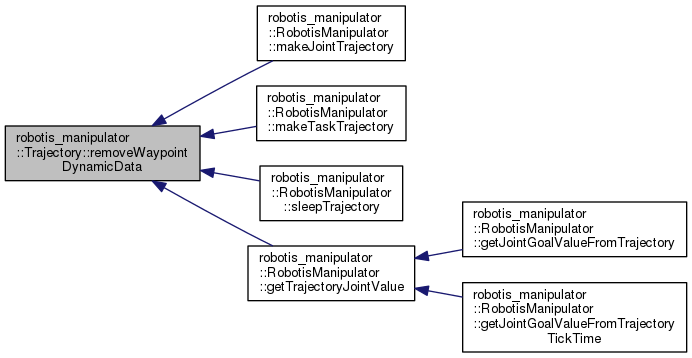 robotis_manipulator
::RobotisManipulator
::makeJointTrajectory
robotis_manipulator
::RobotisManipulator
::makeTaskTrajectory
robotis_manipulator
::Trajectory::removeWaypoint
DynamicData
robotis_manipulator
::RobotisManipulator
::sleepTrajectory
robotis_manipulator
::RobotisManipulator
::getTrajectoryJointValue
robotis_manipulator
::RobotisManipulator
::getJointGoalValueFromTrajectory
robotis_manipulator
::RobotisManipulator
::getJointGoalValueFromTrajectory
TickTime